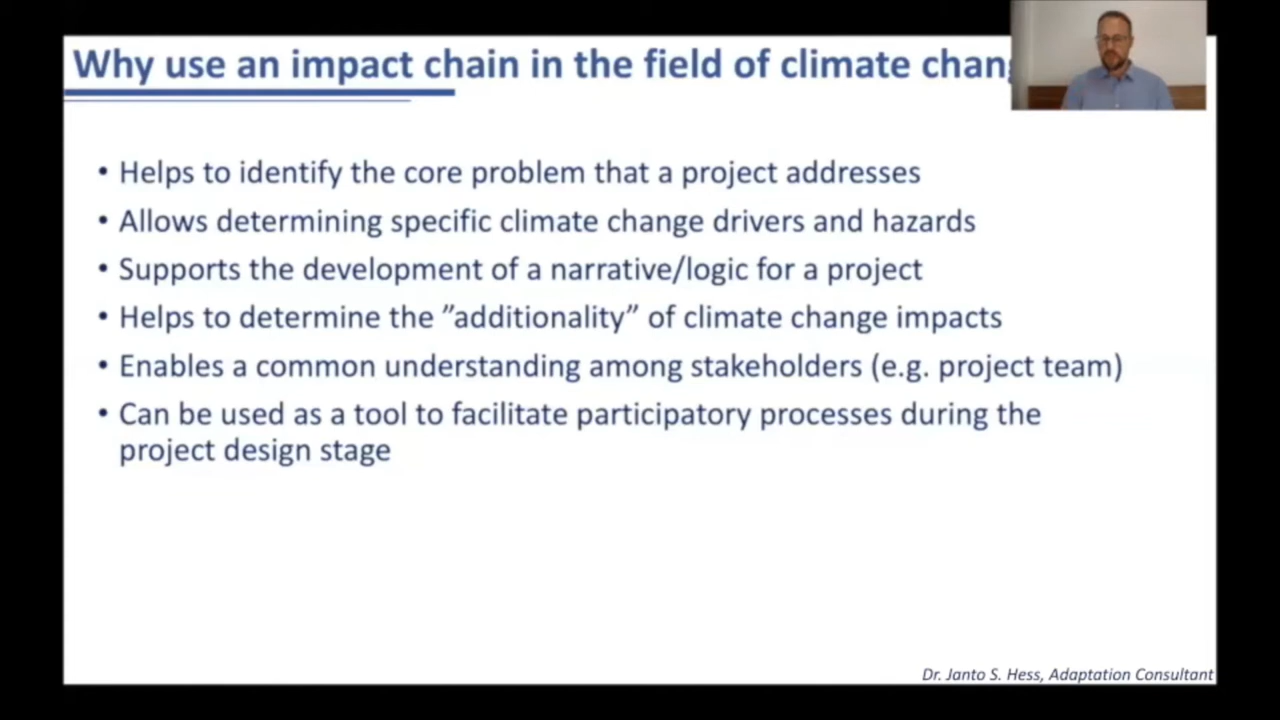 Why use an impact chain in the field of climate
• Helps to identify the core problem that a project addresses
• Allows determining specific climate change drivers and hazards
• Supports the development of a narrative/logic for a project
• Helps to determine the ”additionality” of climate change impacts
• Enables a common understanding among stakeholders (e.g. project team)
• Can be used as a tool to facilitate participatory processes during the
project design stage
Dr. Janto S. Hess, Adaptation Consultant